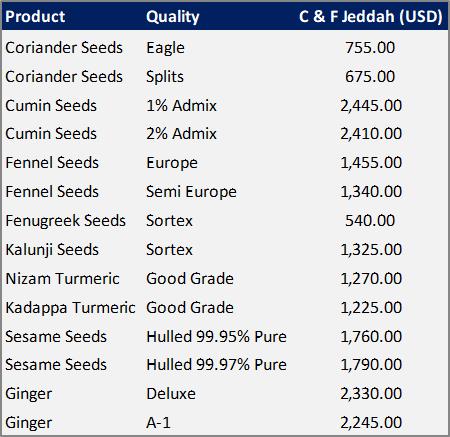 Product Quality C & F Jeddah (USD)
Coriander Seeds Eagle 755.00
Coriander Seeds Splits 675.00
Cumin Seeds 1% Admix 2,445.00
Cumin Seeds 2% Admix 2,410.00
Fennel Seeds Europe 1,455.00
Fennel Seeds Semi Europe 1,340.00
Fenugreek Seeds Sortex 540.00
Kalunji Seeds Sortex 1,325.00
Nizam Turmeric Good Grade 1,270.00
Kadappa Turmeric Good Grade 1,225.00
Sesame Seeds Hulled 99.95% Pure 1,760.00
Sesame Seeds Hulled 99.97% Pure 1,790.00
Ginger Deluxe 2,330.00
Ginger A-1 2,245.00